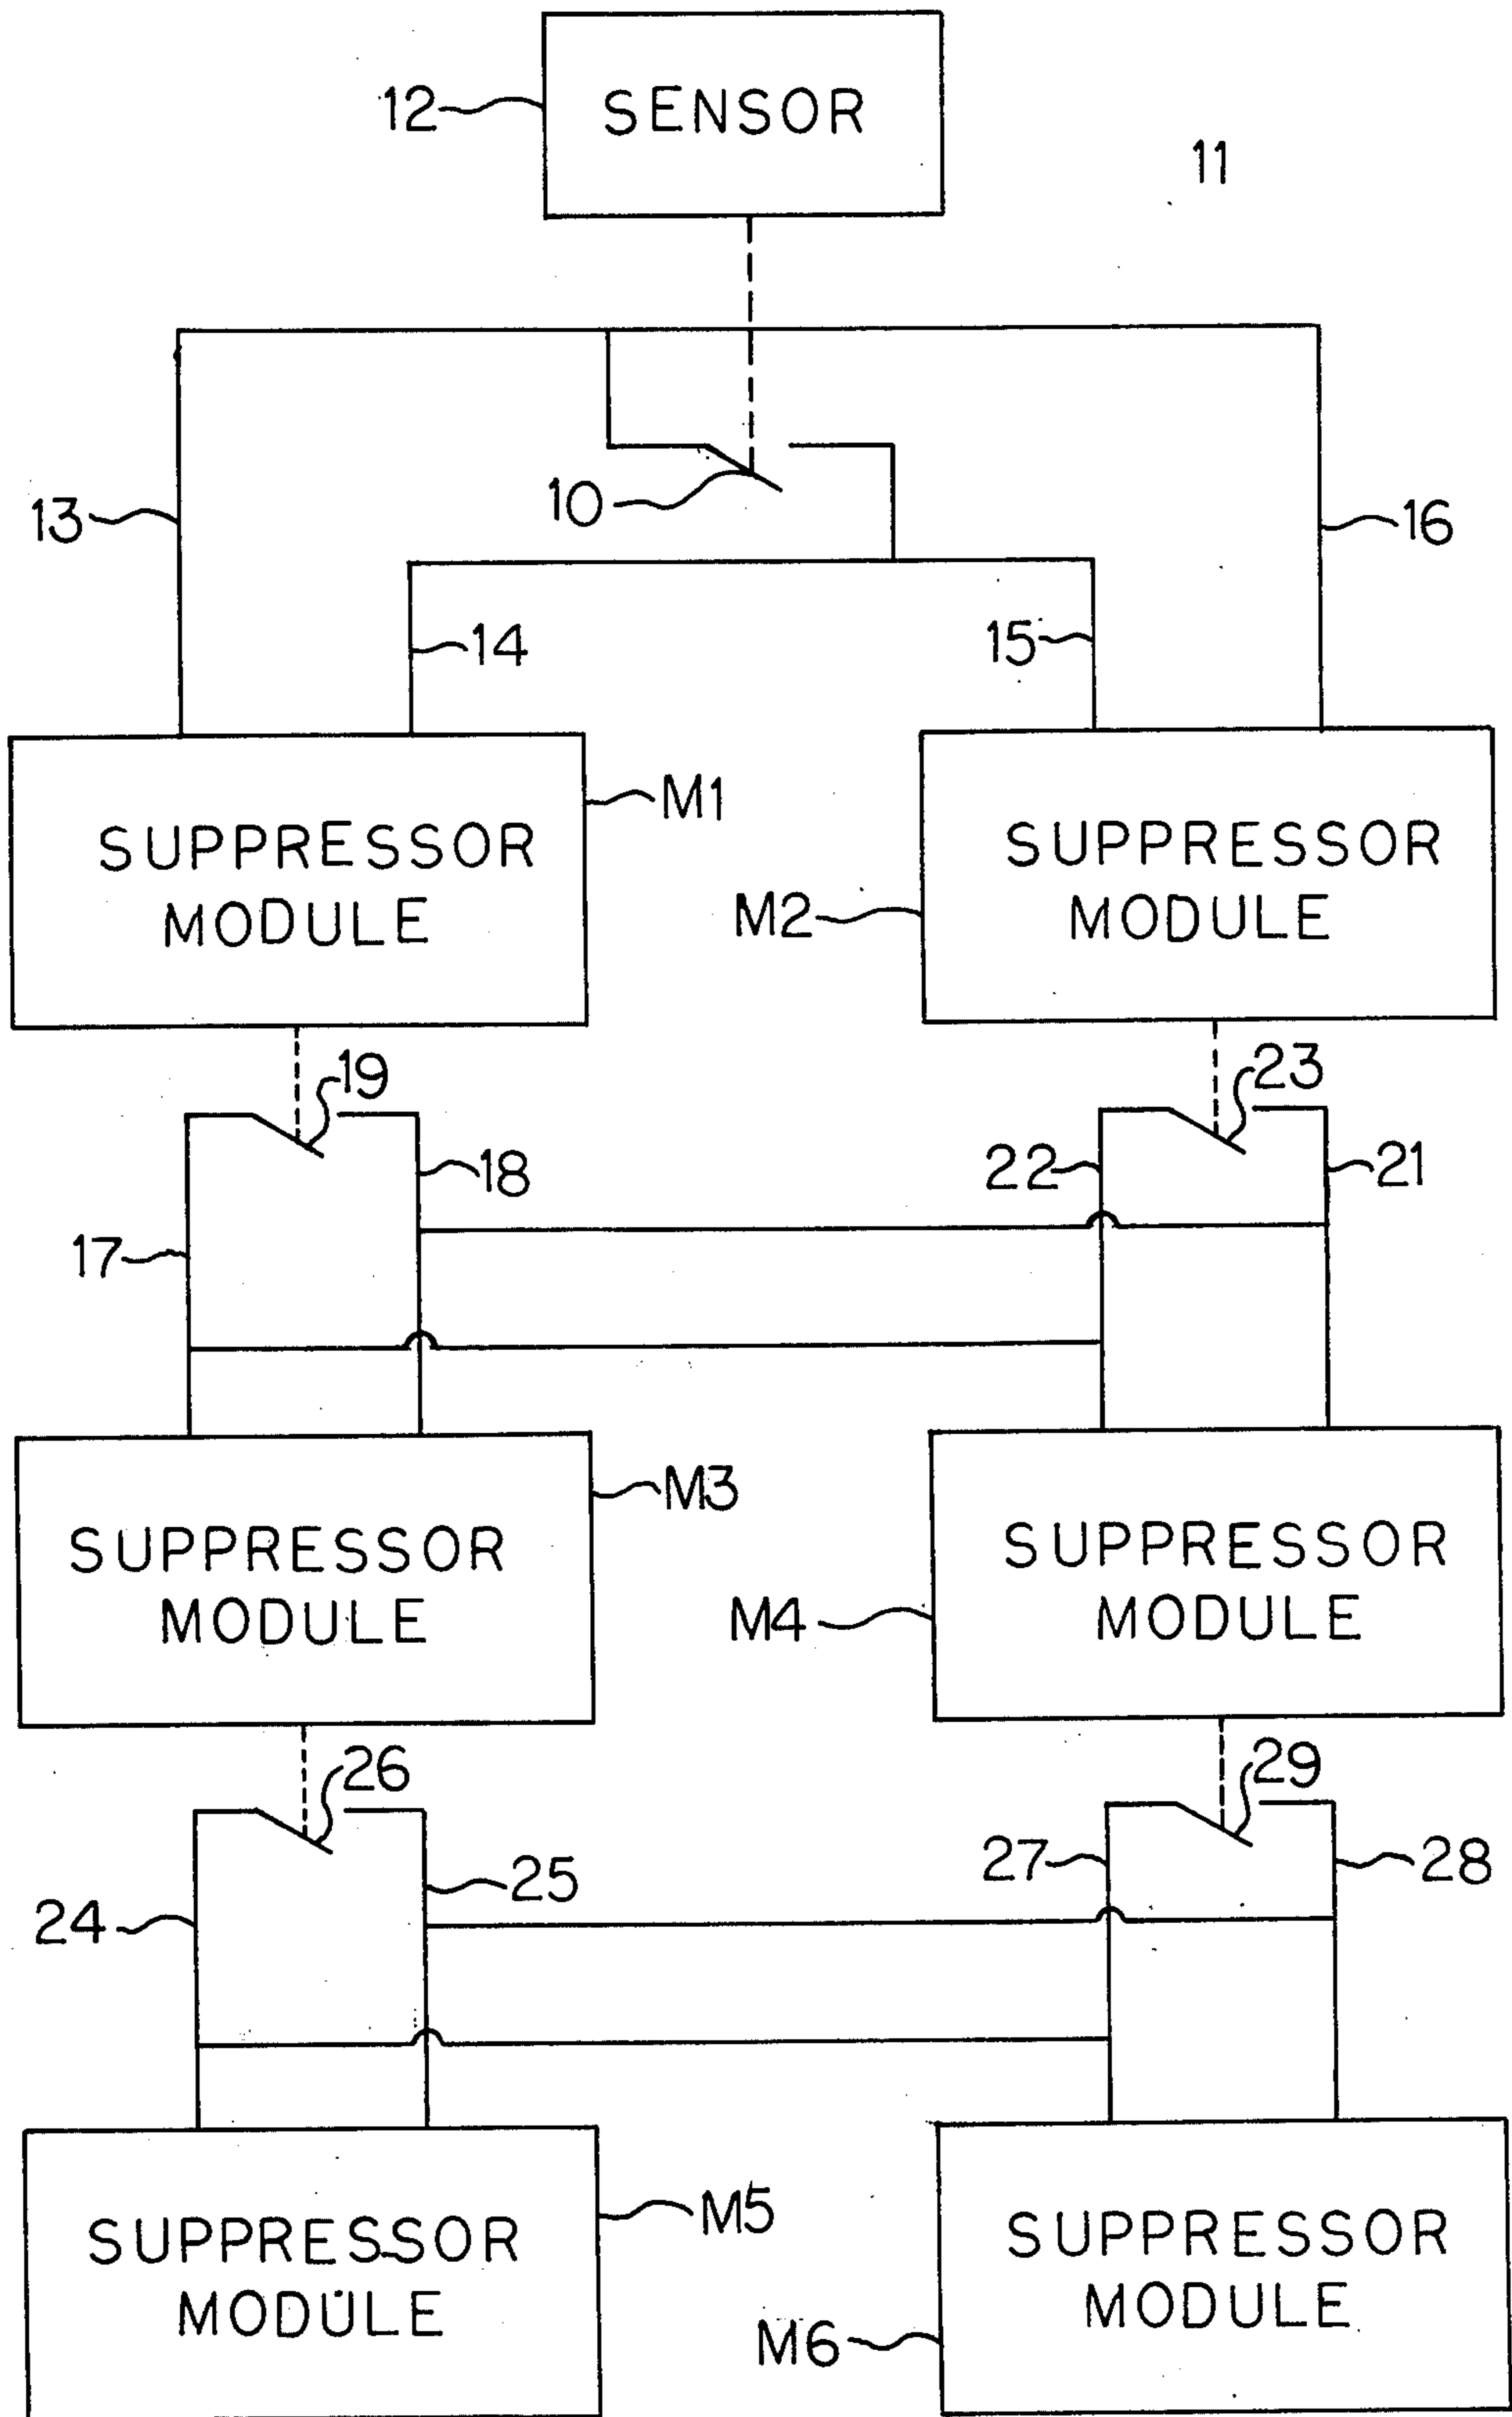 12
SENSOR
11
10
13
16
14
15
SUPPRESSOR
MODULE
M1
M2
SUPPRESSOR
MODULE
19
23
18
22
21
17
SUPPRESSOR
MODULE
M3
M4
SUPPRESSOR
MODULE
26
29
25
27
28
24
SUPPRESSOR
MODULE
M5
M6
SUPPRESSOR
MODULE